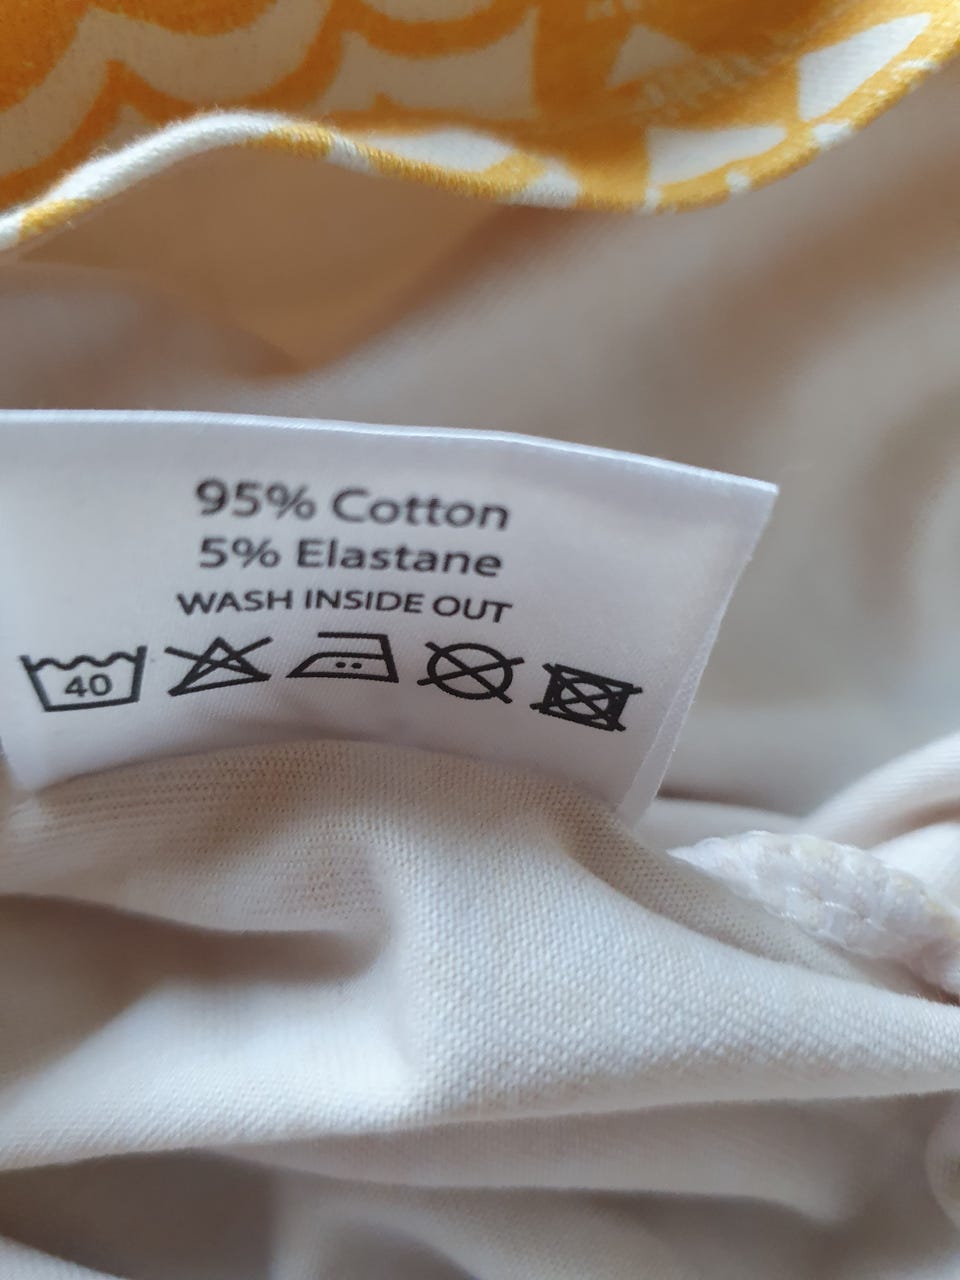 95% Cotton
5% Elastane
WASH INSIDE OUT
40